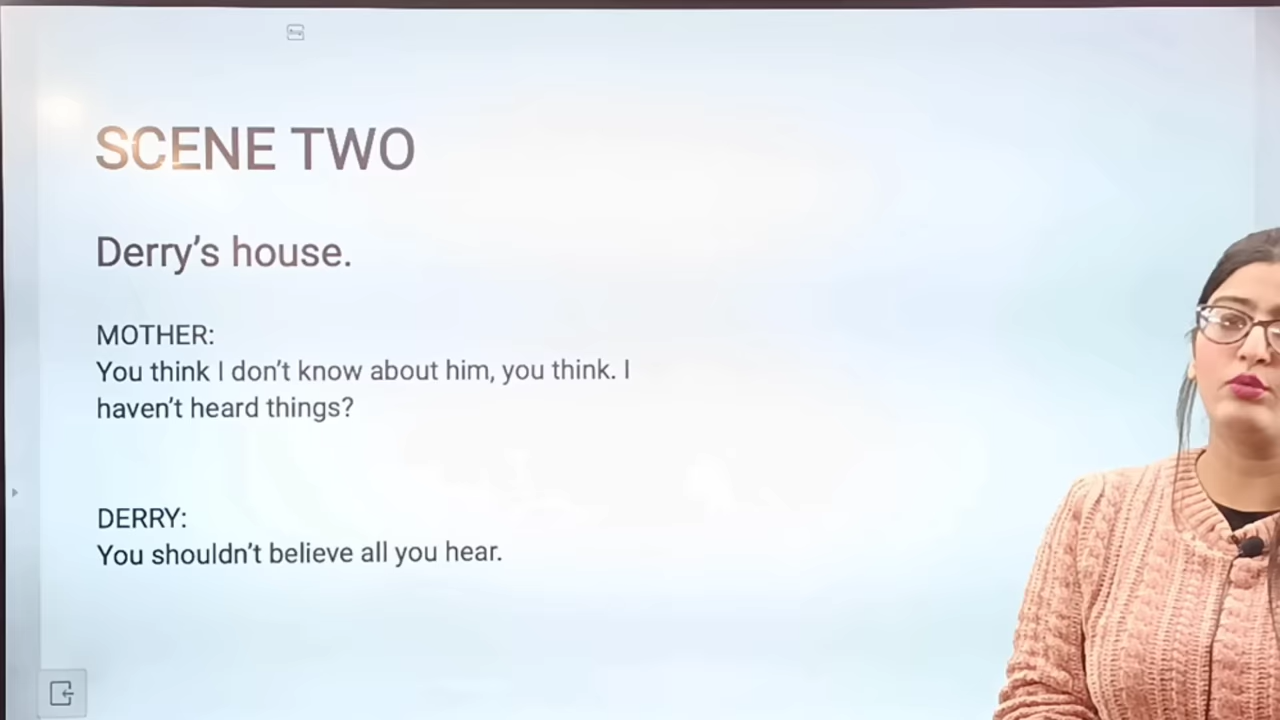 SCENE TWO
Derry’s house.
MOTHER:
You think I don’t know about him, you think. I
haven’t heard things?
DERRY:
You shouldn’t believe all you hear.